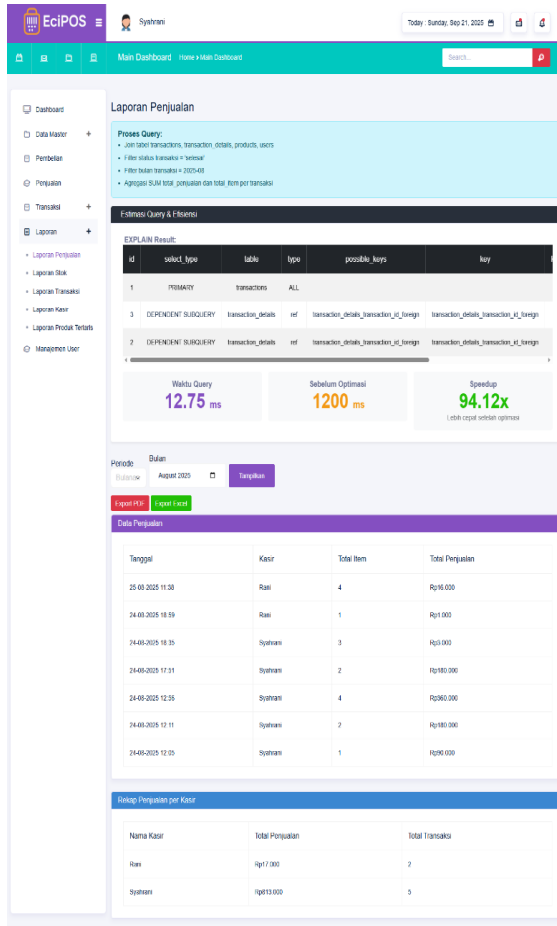 EciPOS
Syahrani
Today : Sunday, Sep 21, 2025
Main Dashboard Home » Main Dashboard
Search...
Dashboard
Data Master +
Pembelian
Penjualan
Transaksi +
Laporan +
Laporan Penjualan
Laporan Stok
Laporan Transaksi
Laporan Kasir
Laporan Produk Terlaris
Manajemen User
Laporan Penjualan
Proses Query:
• Join tabel transactions, transaction_details, products, users
• Filter status transaksi = 'selesai'
• Filter bulan transaksi = 2025-08
• Agregasi SUM total_penjualan dan total_item per transaksi
Estimasi Query & Efisiensi
EXPLAIN Result:
id select_type table type possible_keys key
1 PRIMARY transactions ALL
3 DEPENDENT SUBQUERY transaction_details ref transaction_details_transaction_id_foreign transaction_details_transaction_id_foreign
2 DEPENDENT SUBQUERY transaction_details ref transaction_details_transaction_id_foreign transaction_details_transaction_id_foreign
Waktu Query
12.75 ms
Sebelum Optimasi
1200 ms
Speedup
94.12x
Lebih cepat setelah optimasi
Periode
Bulan
August 2025
Tampilkan
Export PDF Export Excel
Data Penjualan
Tanggal Kasir Total Item Total Penjualan
25-08-2025 11:38 Rani 4 Rp16.000
24-08-2025 18:59 Rani 1 Rp1.000
24-08-2025 18:35 Syahrani 3 Rp3.000
24-08-2025 17:51 Syahrani 2 Rp180.000
24-08-2025 12:56 Syahrani 4 Rp360.000
24-08-2025 12:11 Syahrani 2 Rp180.000
24-08-2025 12:05 Syahrani 1 Rp90.000
Rekap Penjualan per Kasir
Nama Kasir Total Penjualan Total Transaksi
Rani Rp17.000 2
Syahrani Rp813.000 5